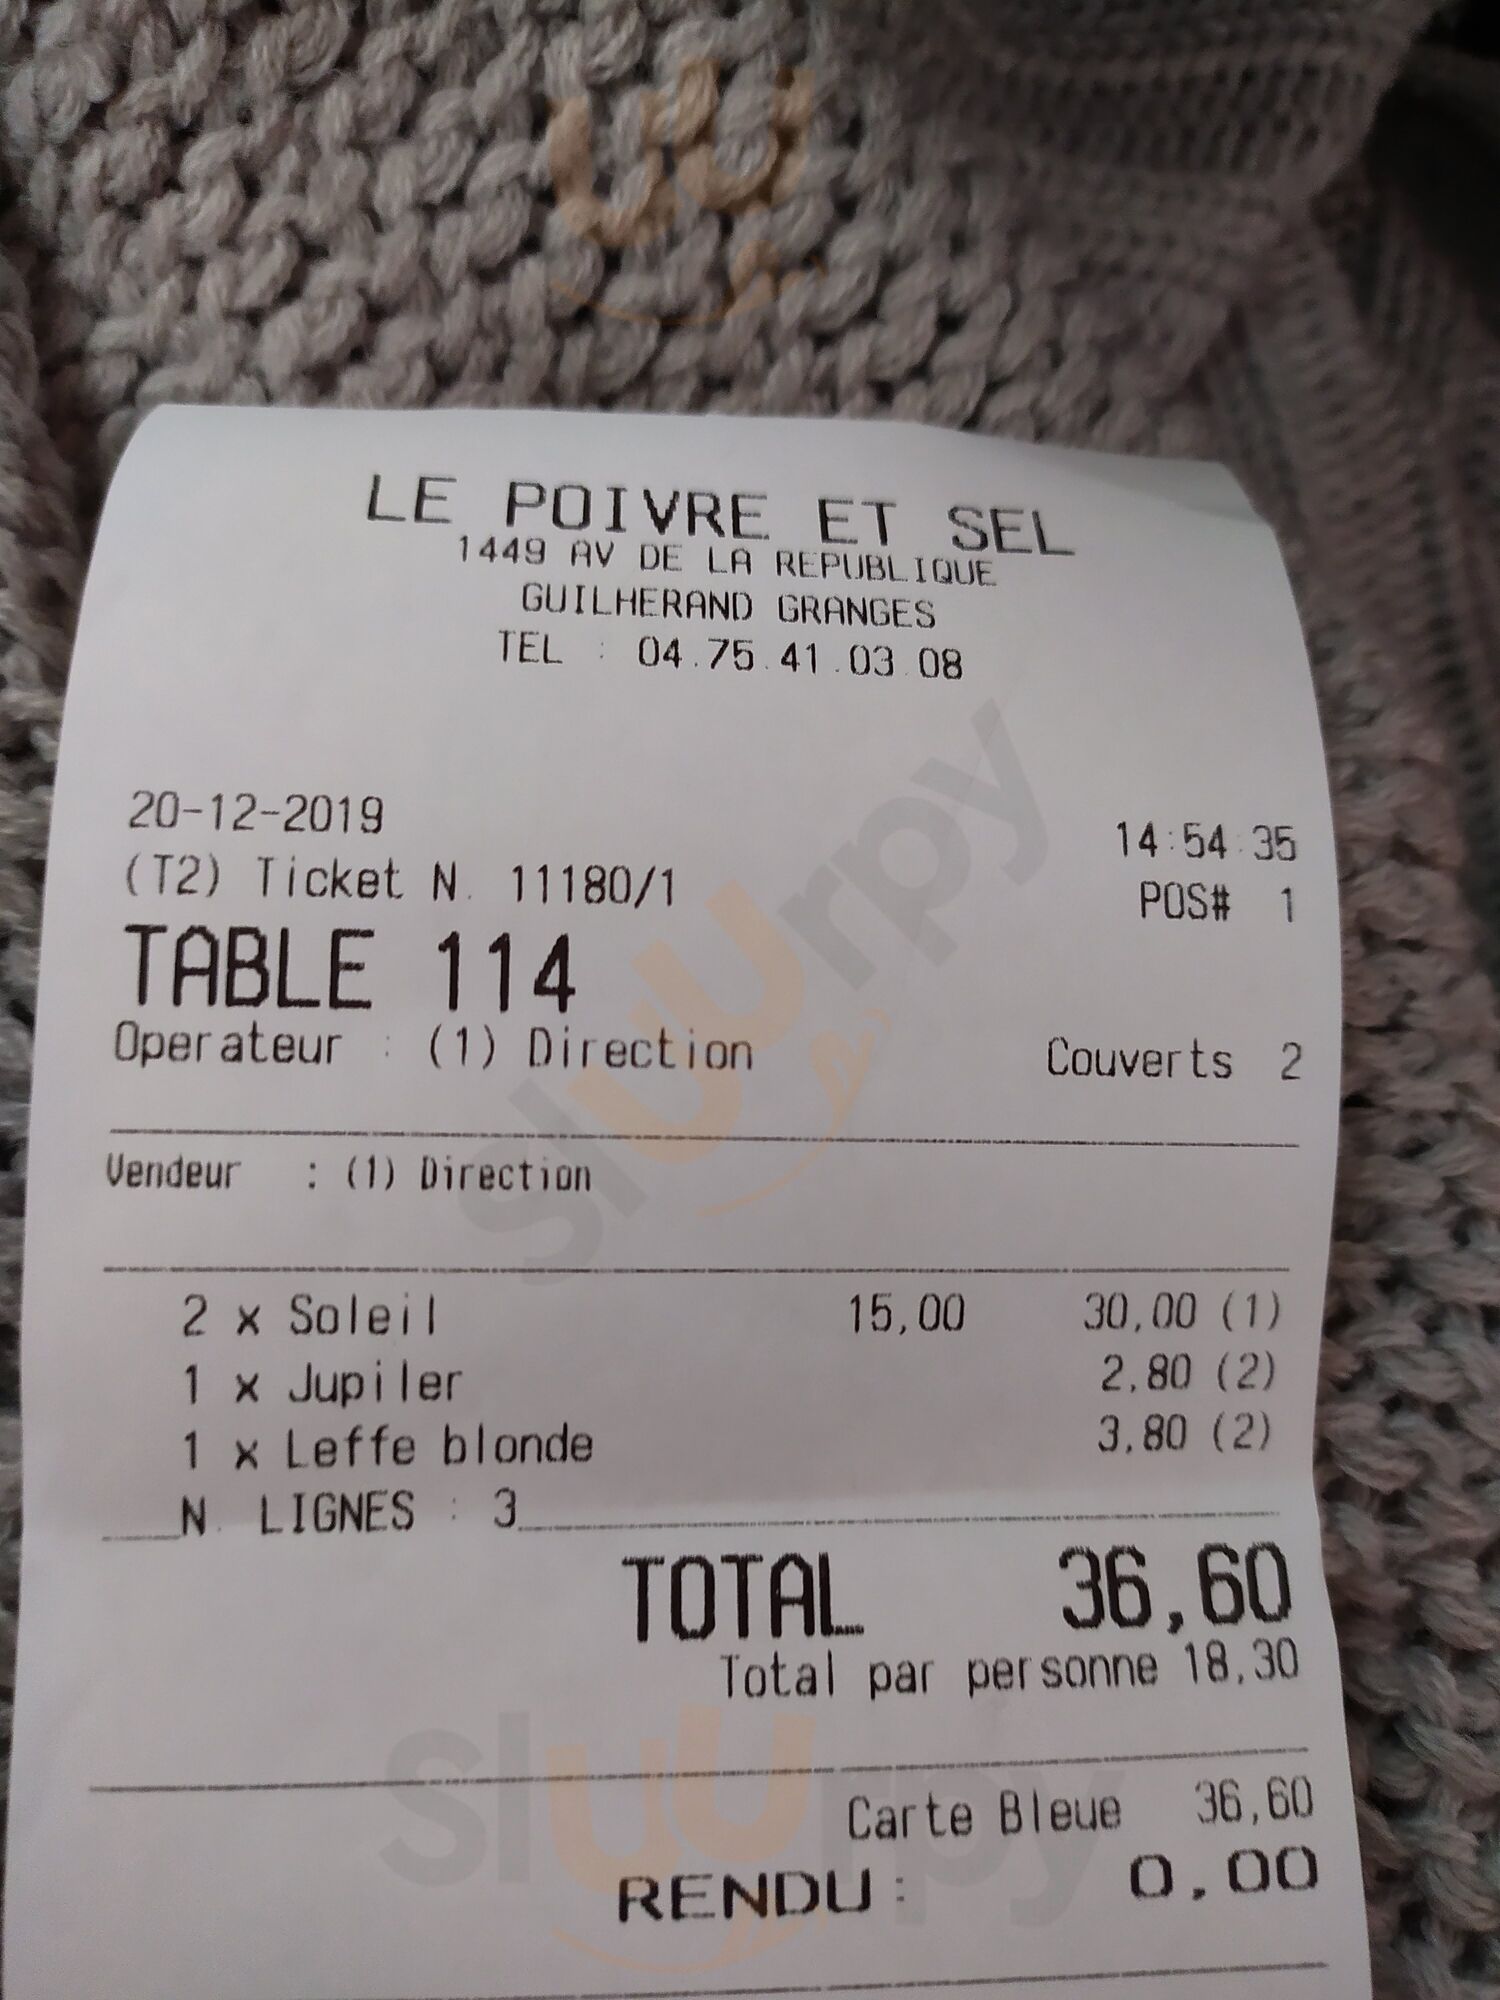 LE POIVRE ET SEL
1449 AV DE LA REPUBLIQUE
GUILHERAND GRANGES
TEL : 04.75.41.03.08
20-12-2019 14:54:35
(T2) Ticket N. 11180/1 POS# 1
TABLE 114
Operateur : (1) Direction Couverts 2
Vendeur : (1) Direction
2 x Soleil 15,00 30,00 (1)
1 x Jupiler 2,80 (2)
1 x Leffe blonde 3,80 (2)
N. LIGNES : 3
TOTAL 36,60
Total par personne 18,30
Carte Bleue 36,60
RENDU : 0,00
sluurpy
sluurpy